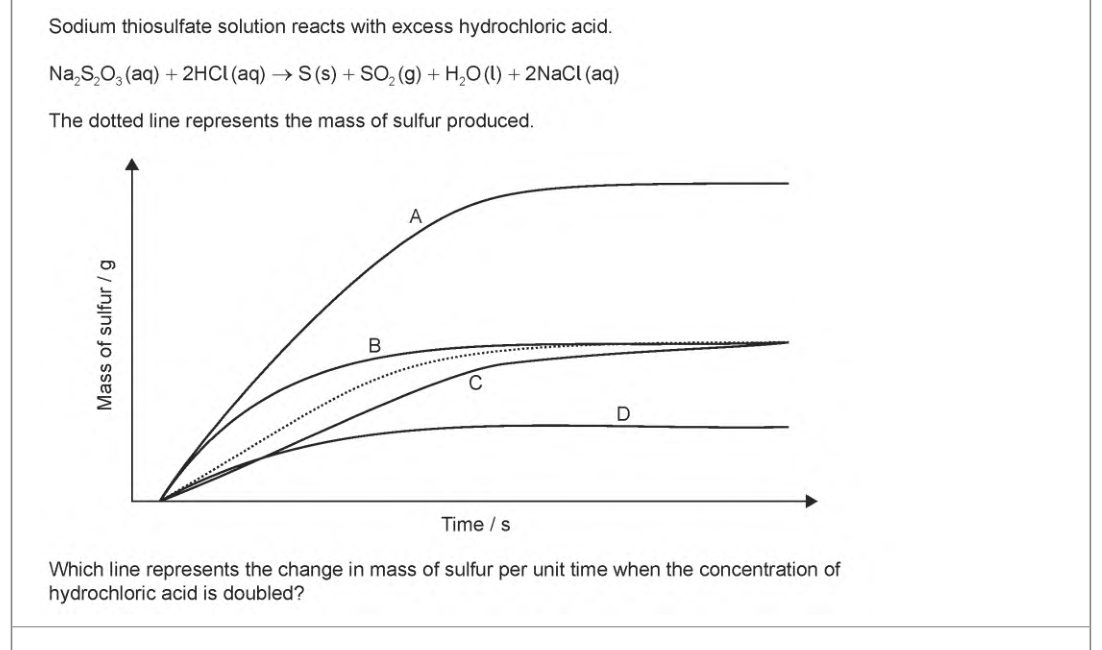 Sodium thiosulfate solution reacts with excess hydrochloric acid.
Na₂S₂O₃ (aq) + 2HCl (aq) → S (s) + SO₂ (g) + H₂O (l) + 2NaCl (aq)
The dotted line represents the mass of sulfur produced.
A
Mass of sulfur / g
B
C
D
Time / s
Which line represents the change in mass of sulfur per unit time when the concentration of
hydrochloric acid is doubled?